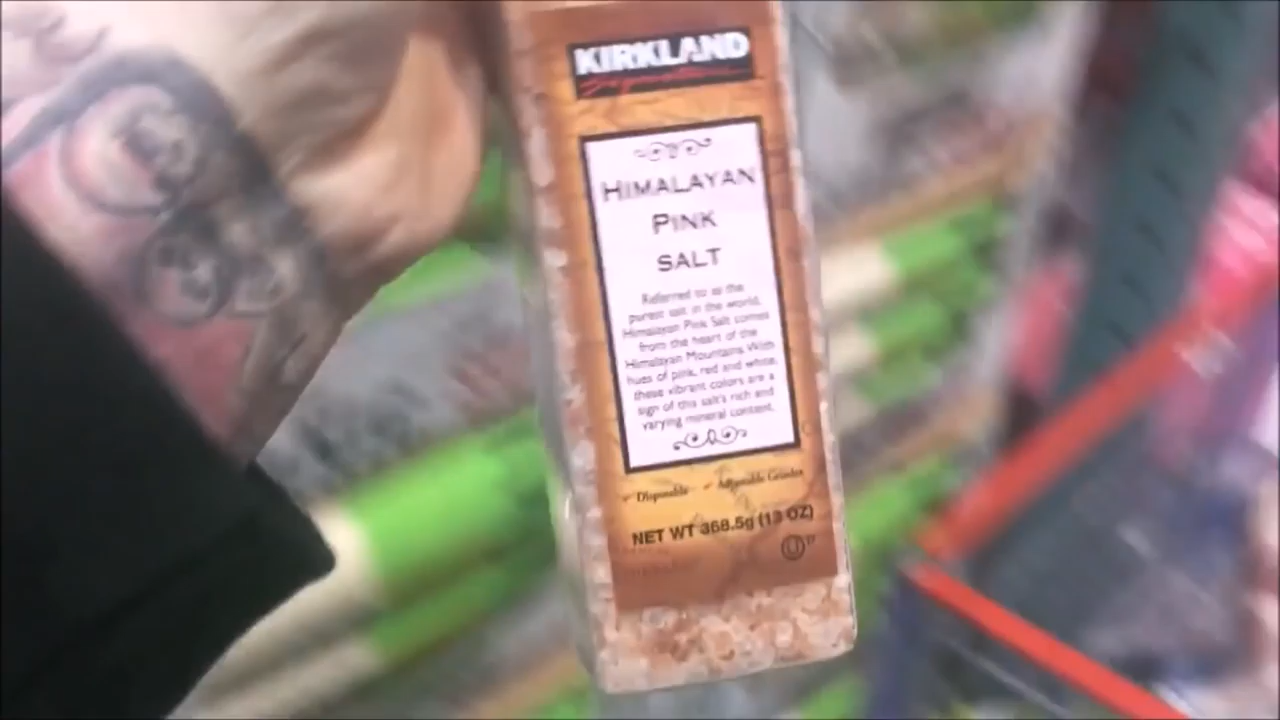 KIRKLAND
Signature
HIMALAYAN
PINK
SALT
Referred to as the
purest salt in the world,
Himalayan Pink Salt comes
from the heart of the
Himalayan Mountains. With
hues of pink, red and white,
these vibrant colors are a
sign of this salt's rich and
varying mineral content.
Disposable Adjustable Grinder
NET WT 368.5g (13 OZ)